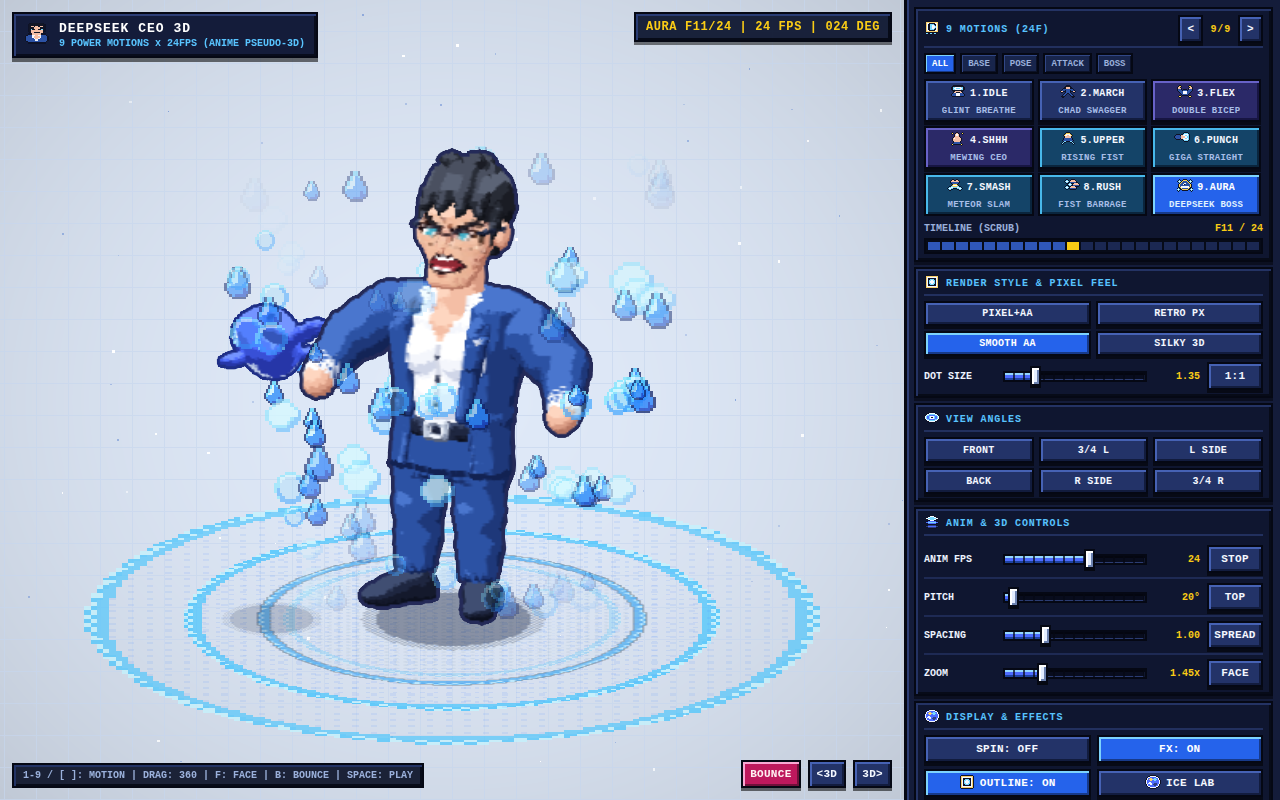 DEEPSEEK CEO 3D
9 POWER MOTIONS x 24FPS (ANIME PSEUDO-3D)
AURA F11/24 | 24 FPS | 024 DEG
9 MOTIONS (24F)
< 9/9 >
ALL BASE POSE ATTACK BOSS
1.IDLE 2.MARCH 3.FLEX
GLINT BREATHE CHAD SWAGGER DOUBLE BICEP
4.SHHH 5.UPPER 6.PUNCH
MEWING CEO RISING FIST GIGA STRAIGHT
7.SMASH 8.RUSH 9.AURA
METEOR SLAM FIST BARRAGE DEEPSEEK BOSS
TIMELINE (SCRUB) F11 / 24
RENDER STYLE & PIXEL FEEL
PIXEL+AA RETRO PX
SMOOTH AA SILKY 3D
DOT SIZE 1.35 1:1
VIEW ANGLES
FRONT 3/4 L L SIDE
BACK R SIDE 3/4 R
ANIM & 3D CONTROLS
ANIM FPS 24 STOP
PITCH 20° TOP
SPACING 1.00 SPREAD
ZOOM 1.45x FACE
DISPLAY & EFFECTS
SPIN: OFF FX: ON
OUTLINE: ON ICE LAB
1-9 / [ ]: MOTION | DRAG: 360 | F: FACE | B: BOUNCE | SPACE: PLAY
BOUNCE <3D 3D>